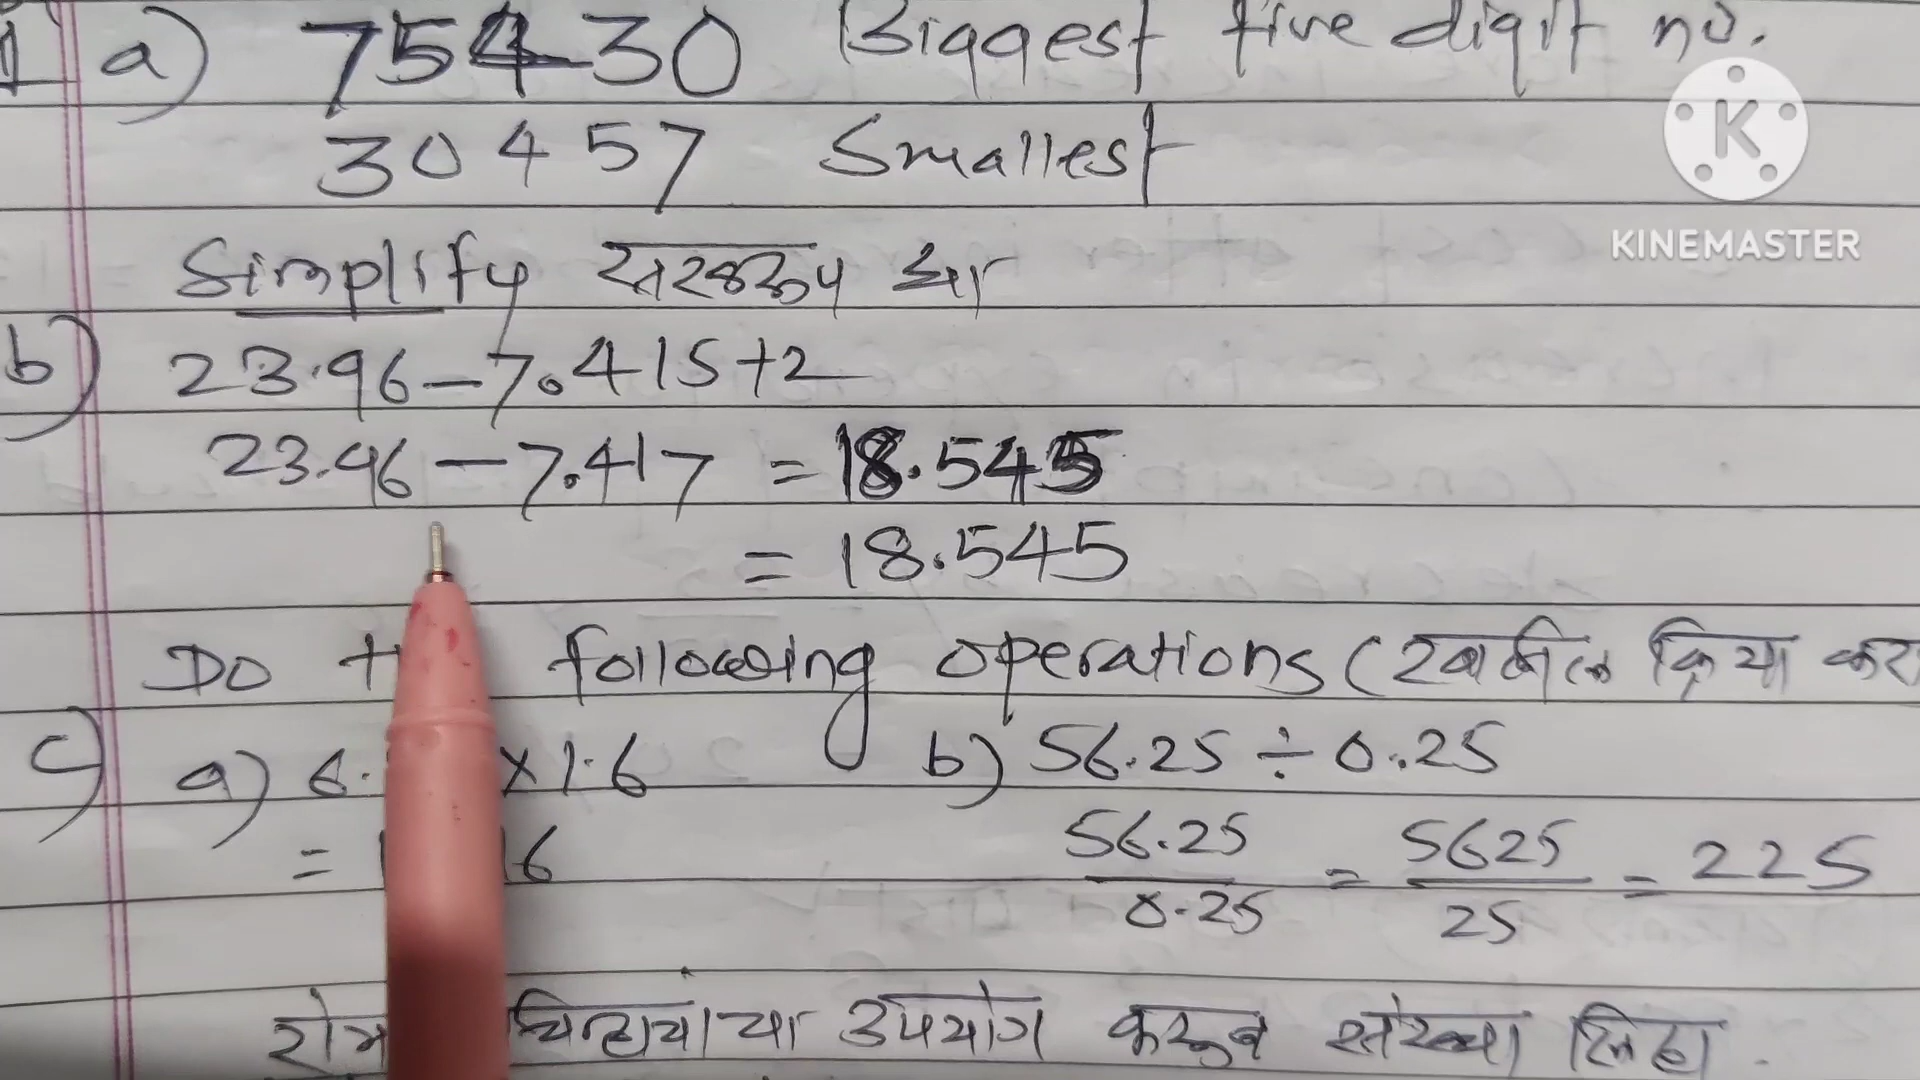 1 a) 75430 Biggest five digit no.
30457 Smallest
KINEMASTER
Simplify सरळरूप द्या
b) 23.96 - 7.415 + 2
23.96 - 7.417 = 18.545
= 18.545
Do following operations (खालील क्रिया करा
c) a) 6. x 1.6 b) 56.25 ÷ 0.25
= 6 56.25 / 0.25 = 5625 / 25 = 225
चिन्हाचा उपयोग करून संख्या लिहा.